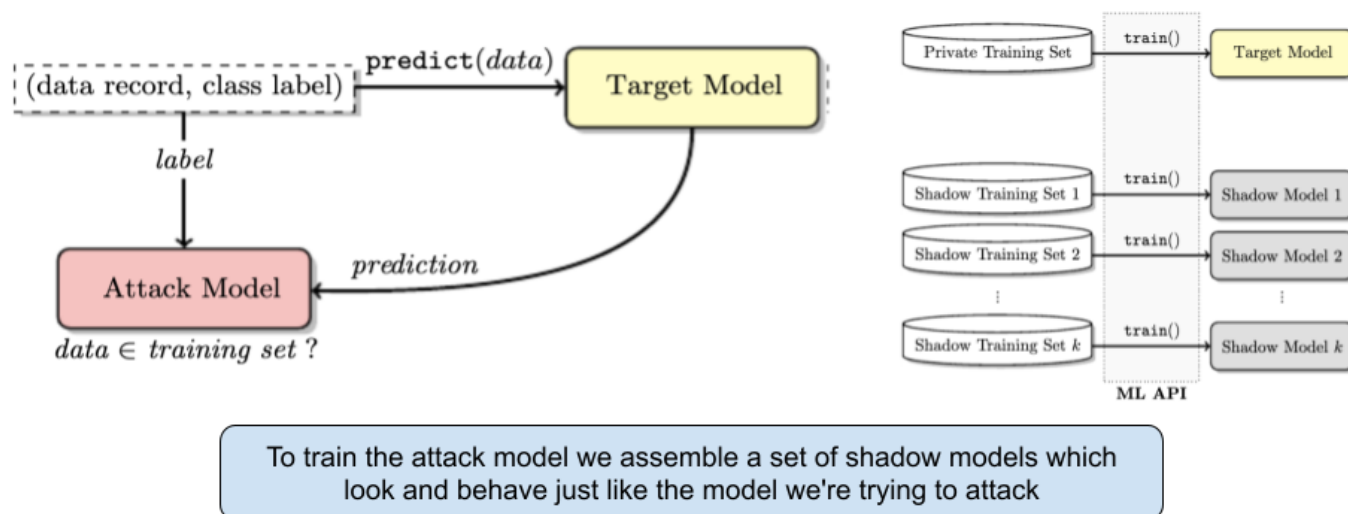 (data record, class label)
predict(data)
Target Model
label
prediction
Attack Model
data ∈ training set ?
Private Training Set
train()
Target Model
Shadow Training Set 1
train()
Shadow Model 1
Shadow Training Set 2
train()
Shadow Model 2
Shadow Training Set k
train()
Shadow Model k
ML API
To train the attack model we assemble a set of shadow models which
look and behave just like the model we're trying to attack